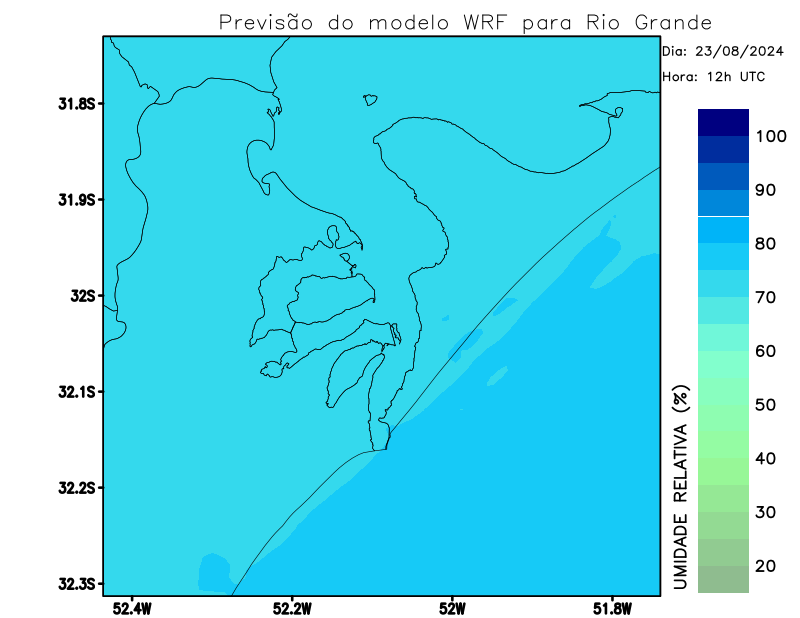 Previsão do modelo WRF para Rio Grande
Dia: 23/08/2024
Hora: 12h UTC
31.8S
31.9S
32S
32.1S
32.2S
32.3S
52.4W
52.2W
52W
51.8W
100
90
80
70
60
50
40
30
20
UMIDADE RELATIVA (%)